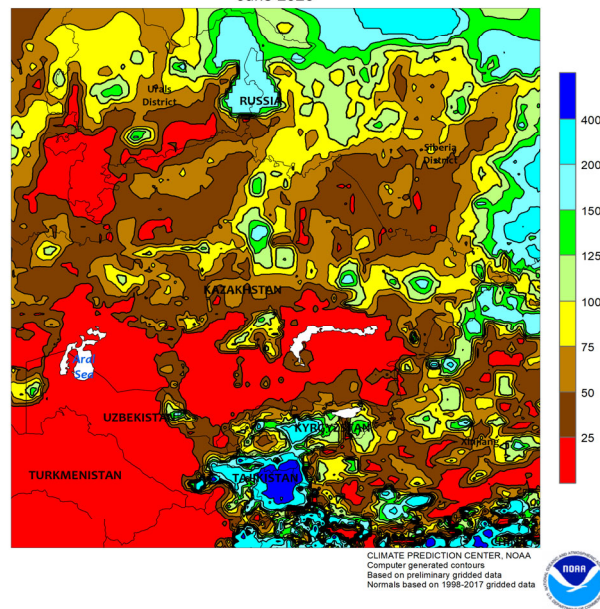 Urals
District
RUSSIA
Siberia
District
KAZAKHSTAN
Aral
Sea
UZBEKISTAN
KYRGYZSTAN
Xinjiang
TURKMENISTAN
TAJIKISTAN
400
200
150
125
100
75
50
25
CLIMATE PREDICTION CENTER, NOAA
Computer generated contours
Based on preliminary gridded data
Normals based on 1998-2017 gridded data
NOAA